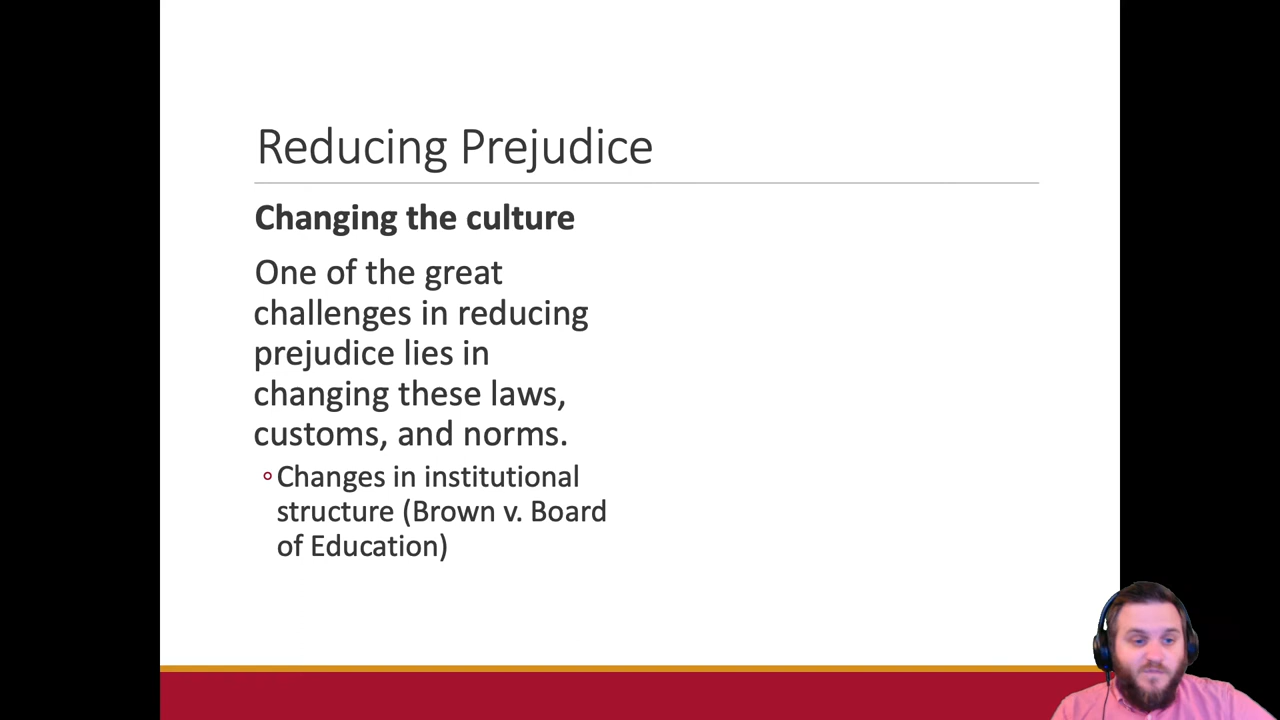 Reducing Prejudice
Changing the culture
One of the great
challenges in reducing
prejudice lies in
changing these laws,
customs, and norms.
◦Changes in institutional
structure (Brown v. Board
of Education)